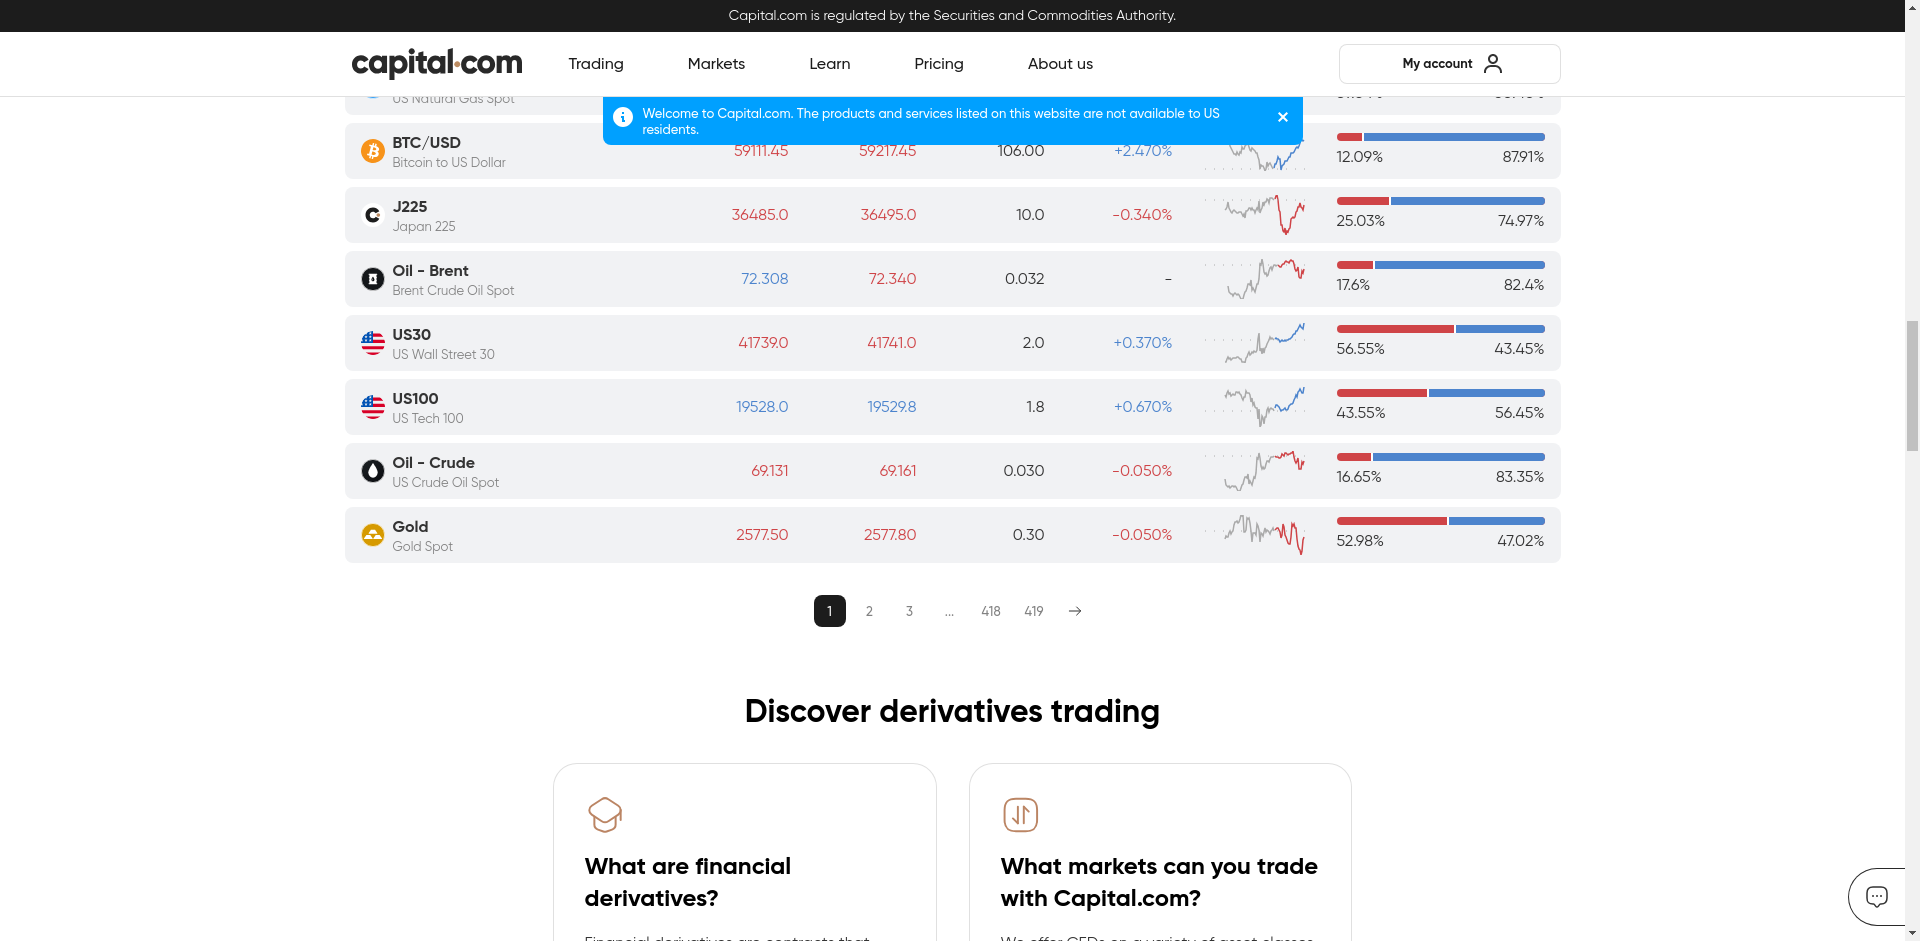 Capital.com is regulated by the Securities and Commodities Authority.
capital.com
Trading
Markets
Learn
Pricing
About us
My account
US Natural Gas Spot
Welcome to Capital.com. The products and services listed on this website are not available to US
residents.
BTC/USD
Bitcoin to US Dollar
59111.45
59217.45
106.00
+2.470%
12.09%
87.91%
J225
Japan 225
36485.0
36495.0
10.0
-0.340%
25.03%
74.97%
Oil - Brent
Brent Crude Oil Spot
72.308
72.340
0.032
-
17.6%
82.4%
US30
US Wall Street 30
41739.0
41741.0
2.0
+0.370%
56.55%
43.45%
US100
US Tech 100
19528.0
19529.8
1.8
+0.670%
43.55%
56.45%
Oil - Crude
US Crude Oil Spot
69.131
69.161
0.030
-0.050%
16.65%
83.35%
Gold
Gold Spot
2577.50
2577.80
0.30
-0.050%
52.98%
47.02%
1
2
3
...
418
419
Discover derivatives trading
What are financial
derivatives?
Financial derivatives are contracts that
What markets can you trade
with Capital.com?
We offer CFDs on a variety of asset classes